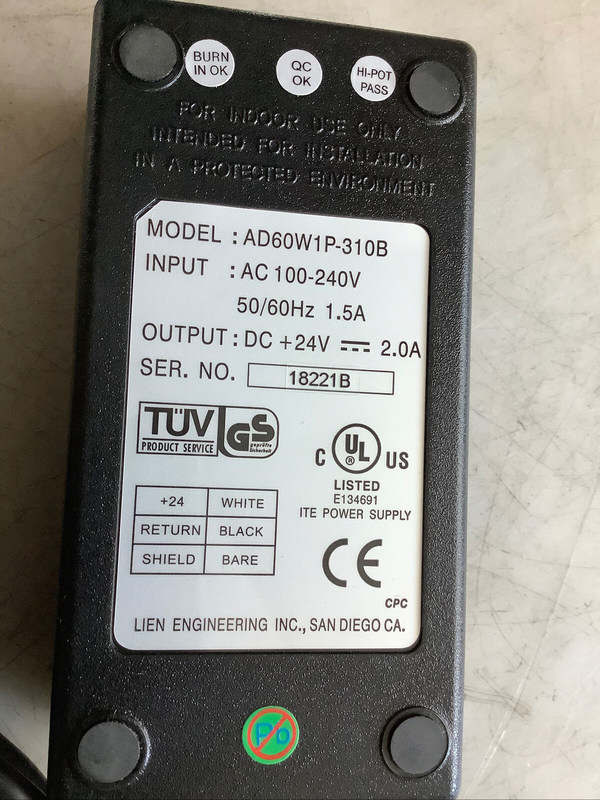 BURN
IN OK
QC
OK
HI-POT
PASS
FOR INDOOR USE ONLY
INTENDED FOR INSTALLATION
IN A PROTECTED ENVIRONMENT
MODEL : AD60W1P-310B
INPUT : AC 100-240V
50/60Hz 1.5A
OUTPUT : DC +24V ⎓ 2.0A
SER. NO. 18221B
TÜV
PRODUCT SERVICE
GS
geprüfte
Sicherheit
C UL ® US
LISTED
E134691
ITE POWER SUPPLY
+24 WHITE
RETURN BLACK
SHIELD BARE
CE
CPC
LIEN ENGINEERING INC., SAN DIEGO CA.
Pb